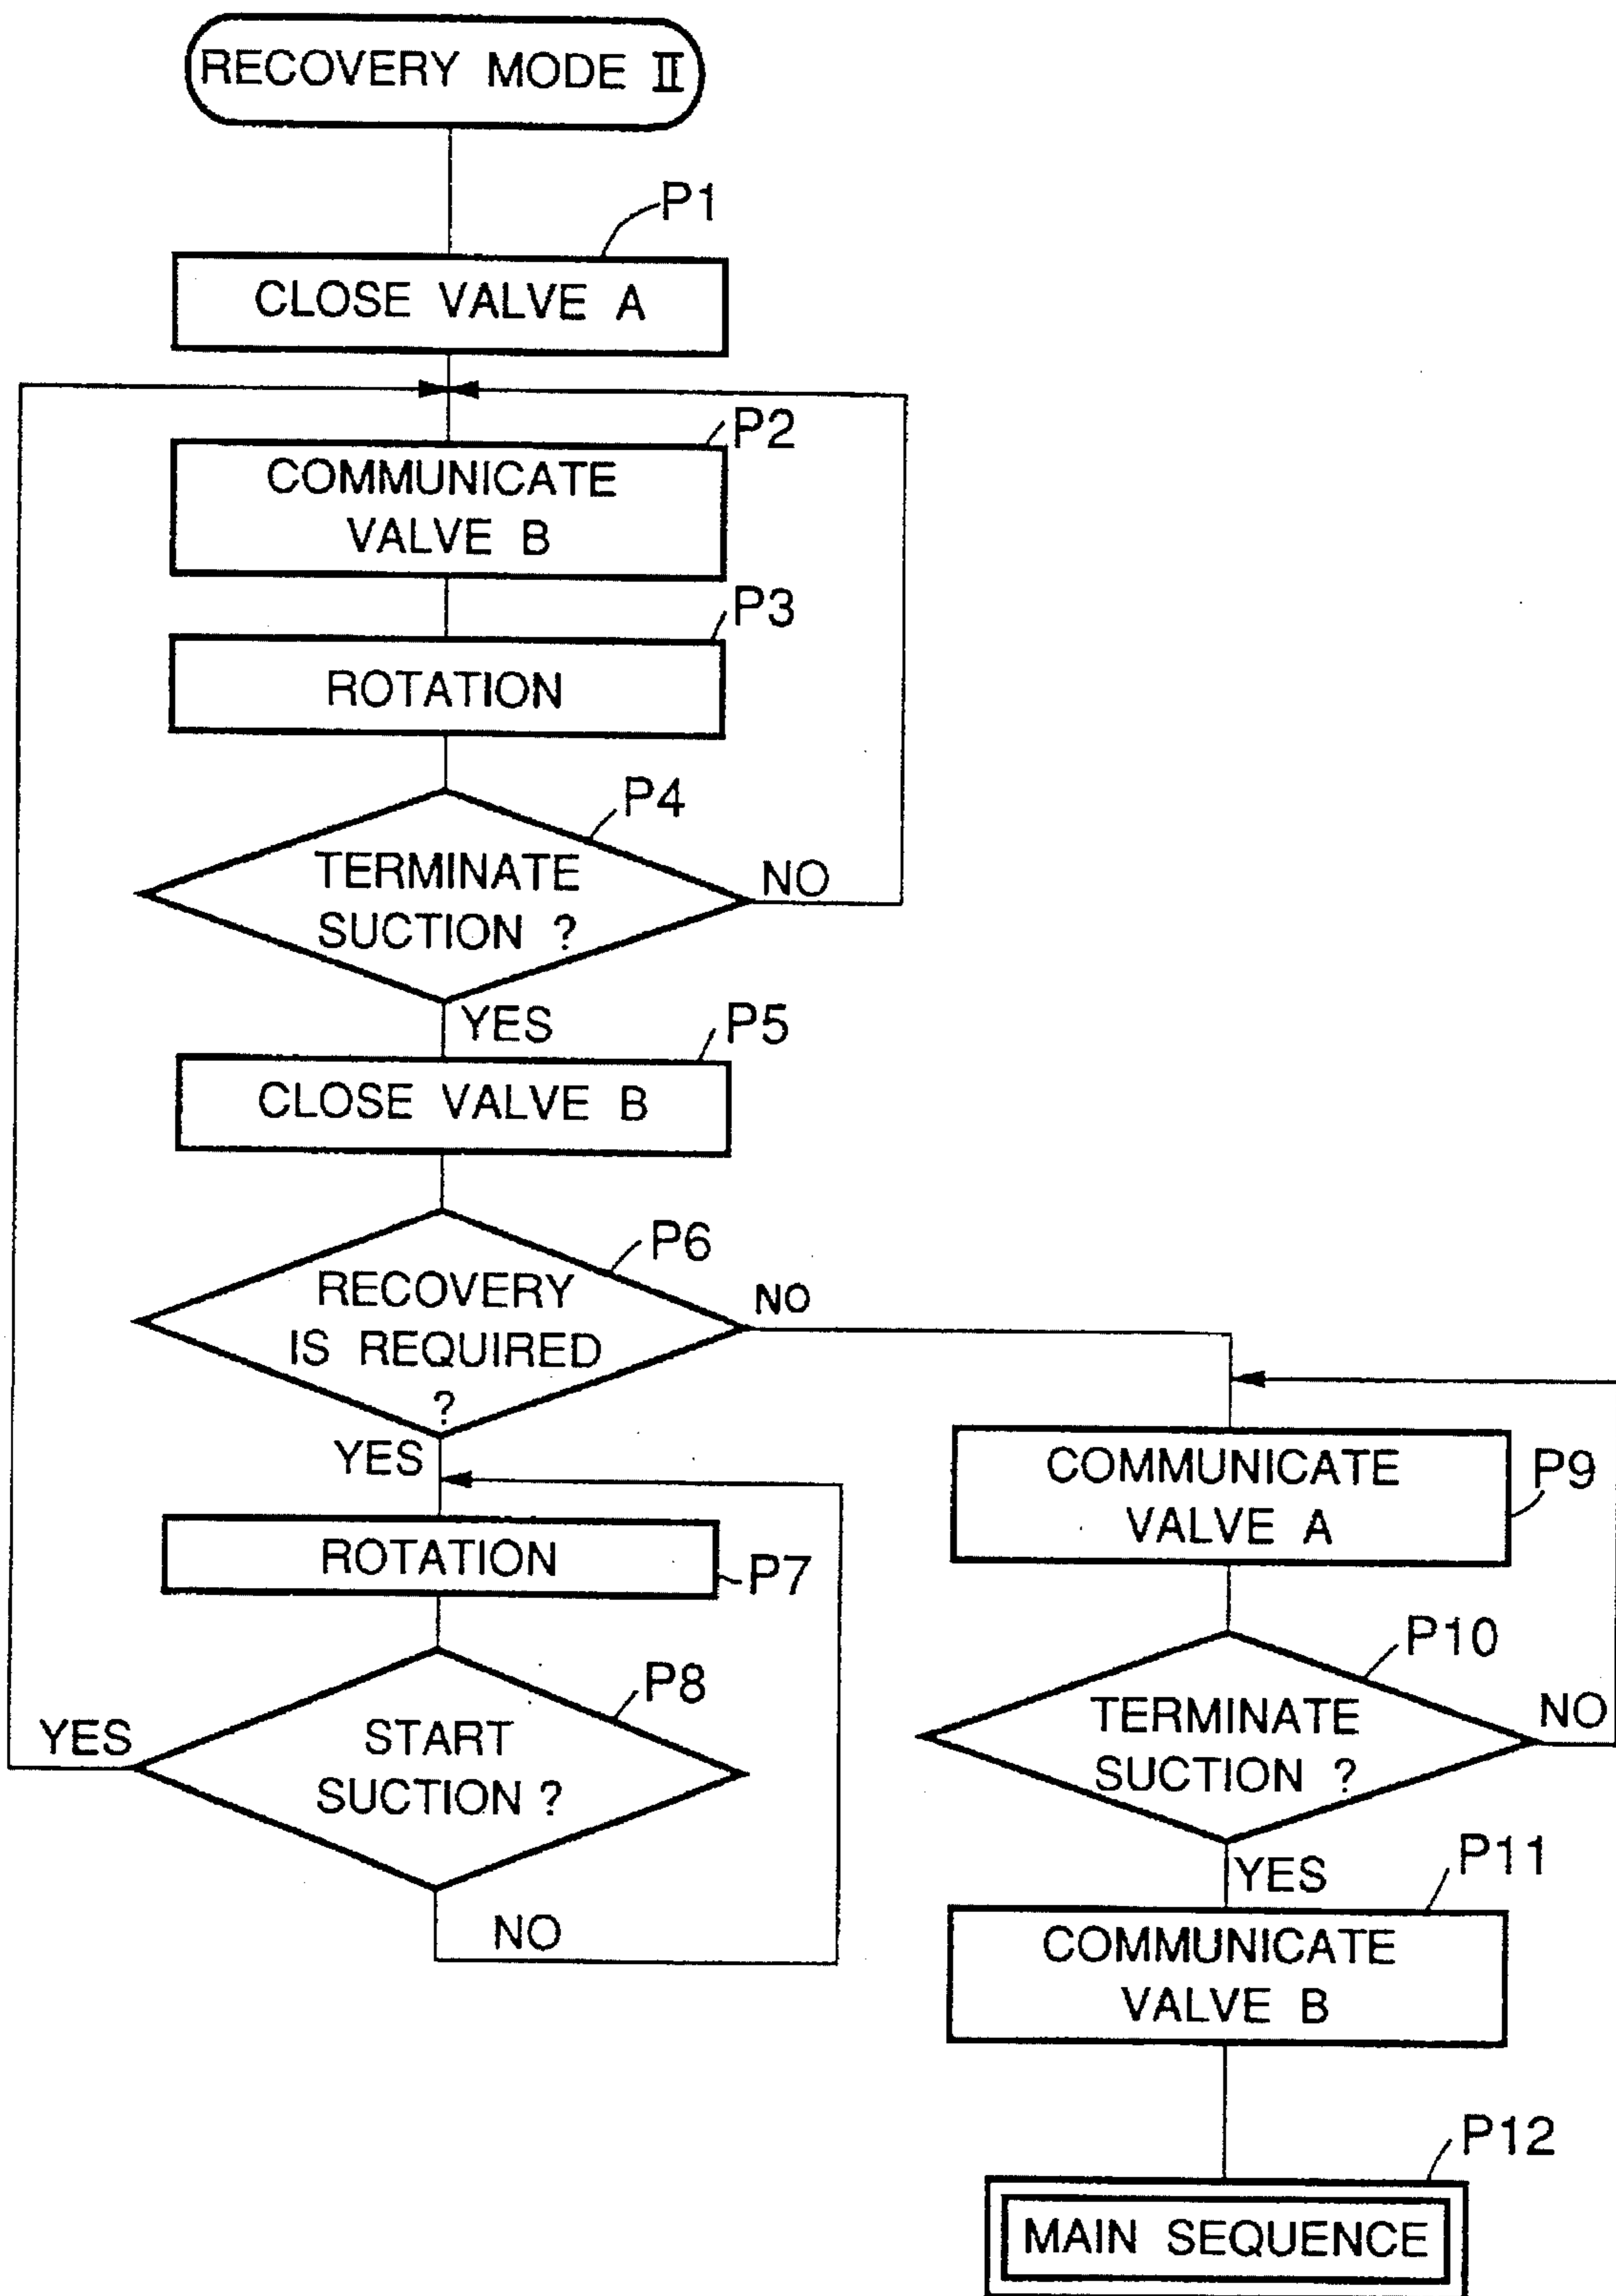 RECOVERY MODE II
P1
CLOSE VALVE A
P2
COMMUNICATE
VALVE B
P3
ROTATION
P4
TERMINATE
SUCTION ?
NO
YES
P5
CLOSE VALVE B
P6
RECOVERY
IS REQUIRED
?
NO
YES
ROTATION
P7
P8
START
SUCTION ?
YES
NO
COMMUNICATE
VALVE A
P9
P10
TERMINATE
SUCTION ?
NO
YES
P11
COMMUNICATE
VALVE B
P12
MAIN SEQUENCE